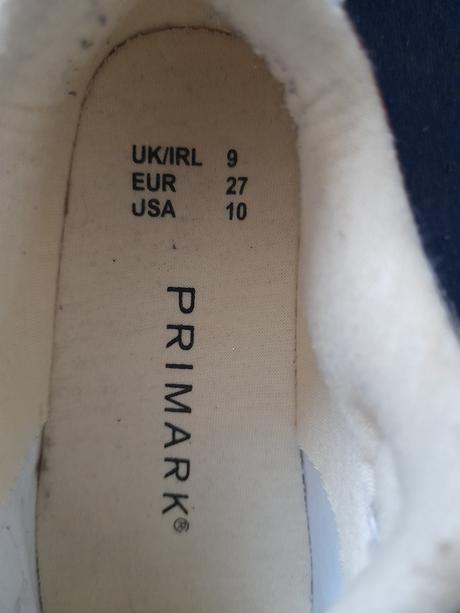 UK/IRL 9
EUR 27
USA 10
PRIMARK®